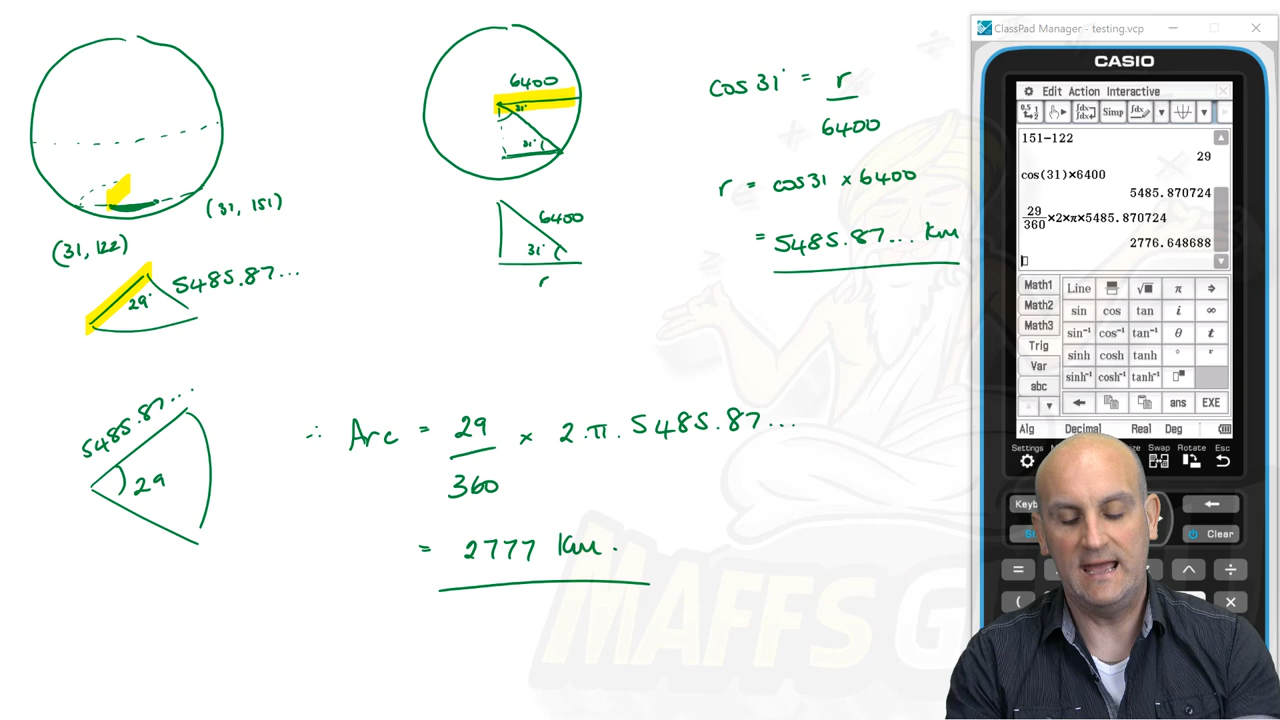 (31, 151)
(31, 122)
29°
5485.87...
5485.87...
29
6400
31°
31°
6400
31°
r
cos 31° = r
6400
r = cos31 x 6400
= 5485.87... km
∴ Arc = 29
360
x 2.π. 5485.87...
= 2777 km.
MAFFS G
ClassPad Manager - testing.vcp
CASIO
Edit Action Interactive
Simp
151-122
29
cos(31)×6400
5485.870724
29
360
×2×π×5485.870724
2776.648688
Math1 Line √■ π ⇒
Math2 sin cos tan i ∞
Math3 sin⁻¹ cos⁻¹ tan⁻¹ θ t
Trig sinh cosh tanh ° r
Var sinh⁻¹ cosh⁻¹ tanh⁻¹
abc
ans EXE
Alg Decimal Real Deg
Settings Swap Rotate Esc
Keyb
Clear
= ^ ÷
( ×